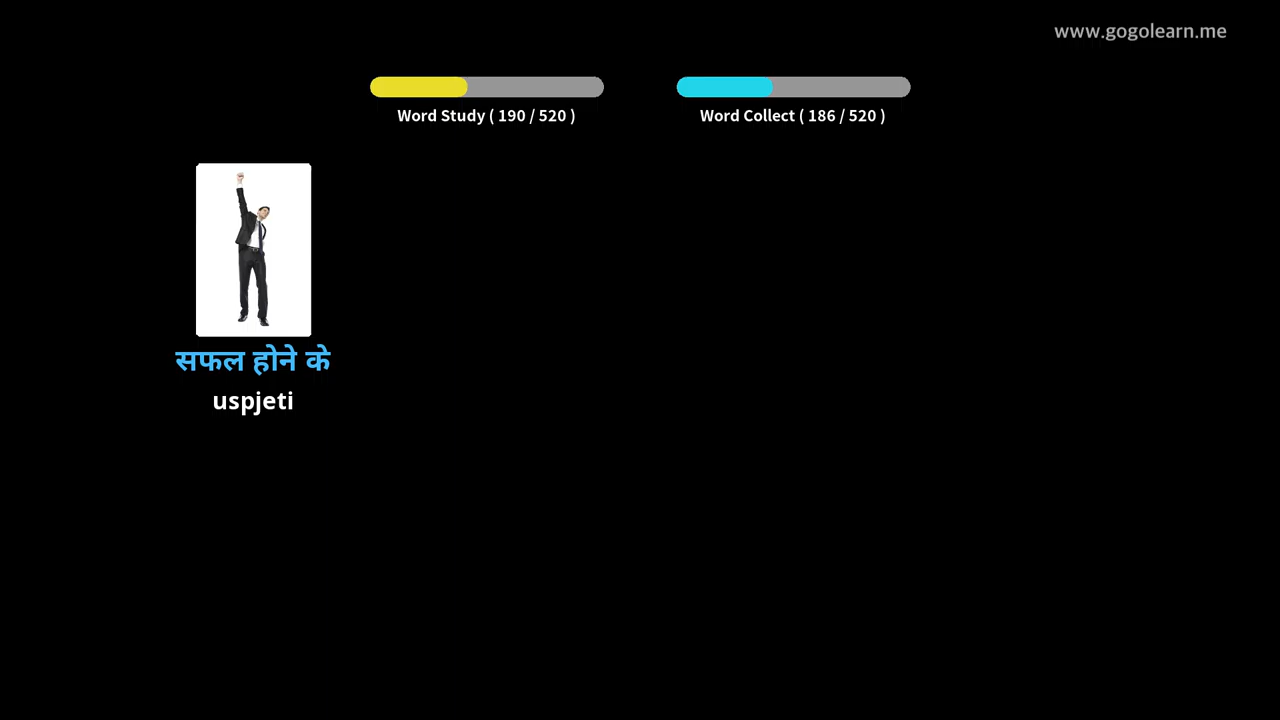 www.gogolearn.me
Word Study ( 190 / 520 )
Word Collect ( 186 / 520 )
सफल होने के
uspjeti